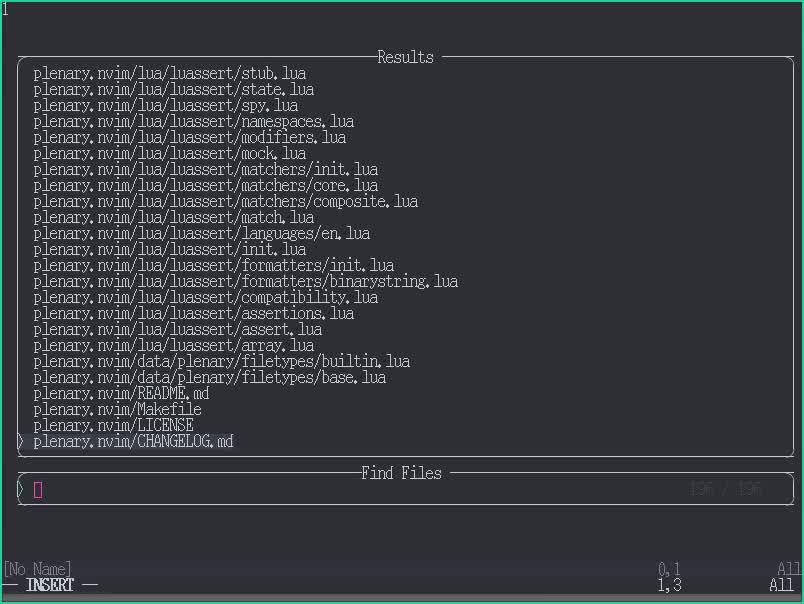 1
Results
plenary.nvim/lua/luassert/stub.lua
plenary.nvim/lua/luassert/state.lua
plenary.nvim/lua/luassert/spy.lua
plenary.nvim/lua/luassert/namespaces.lua
plenary.nvim/lua/luassert/modifiers.lua
plenary.nvim/lua/luassert/mock.lua
plenary.nvim/lua/luassert/matchers/init.lua
plenary.nvim/lua/luassert/matchers/core.lua
plenary.nvim/lua/luassert/matchers/composite.lua
plenary.nvim/lua/luassert/match.lua
plenary.nvim/lua/luassert/languages/en.lua
plenary.nvim/lua/luassert/init.lua
plenary.nvim/lua/luassert/formatters/init.lua
plenary.nvim/lua/luassert/formatters/binarystring.lua
plenary.nvim/lua/luassert/compatibility.lua
plenary.nvim/lua/luassert/assertions.lua
plenary.nvim/lua/luassert/assert.lua
plenary.nvim/lua/luassert/array.lua
plenary.nvim/data/plenary/filetypes/builtin.lua
plenary.nvim/data/plenary/filetypes/base.lua
plenary.nvim/README.md
plenary.nvim/Makefile
plenary.nvim/LICENSE
> plenary.nvim/CHANGELOG.md
Find Files
> 196 / 196
[No Name] 0,1 All
-- INSERT -- 1,3 All